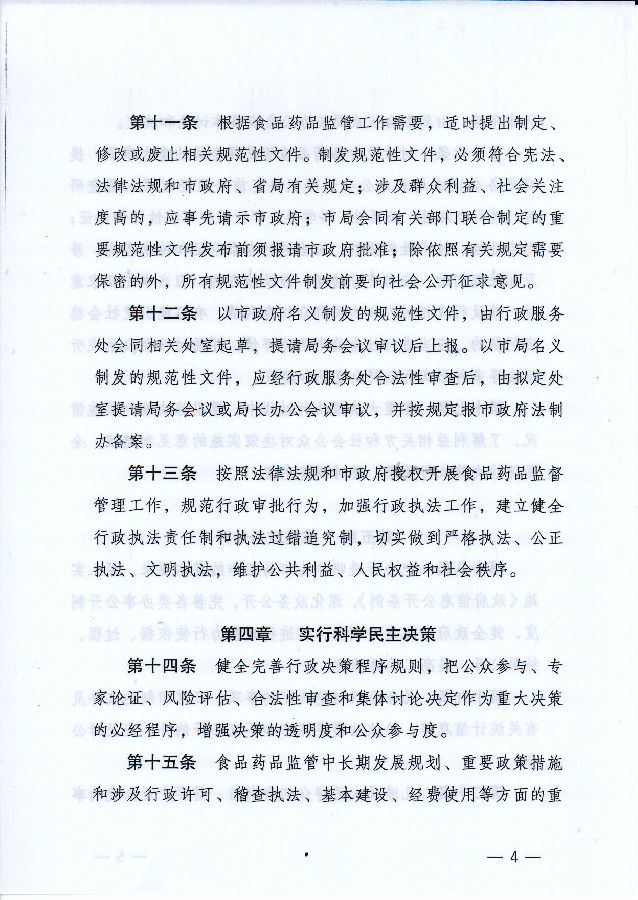 第十一条　根据食品药品监管工作需要，适时提出制定、
修改或废止相关规范性文件。制发规范性文件，必须符合宪法、
法律法规和市政府、省局有关规定；涉及群众利益、社会关注
度高的，应事先请示市政府；市局会同有关部门联合制定的重
要规范性文件发布前须报请市政府批准；除依照有关规定需要
保密的外，所有规范性文件制发前要向社会公开征求意见。
第十二条　以市政府名义制发的规范性文件，由行政服务
处会同相关处室起草，提请局务会议审议后上报。以市局名义
制发的规范性文件，应经行政服务处合法性审查后，由拟定处
室提请局务会议或局长办公会议审议，并按规定报市政府法制
办备案。
第十三条　按照法律法规和市政府授权开展食品药品监督
管理工作，规范行政审批行为，加强行政执法工作，建立健全
行政执法责任制和执法过错追究制，切实做到严格执法、公正
执法、文明执法，维护公共利益、人民权益和社会秩序。
第四章　实行科学民主决策
第十四条　健全完善行政决策程序规则，把公众参与、专
家论证、风险评估、合法性审查和集体讨论决定作为重大决策
的必经程序，增强决策的透明度和公众参与度。
第十五条　食品药品监管中长期发展规划、重要政策措施
和涉及行政许可、稽查执法、基本建设、经费使用等方面的重
— 4 —